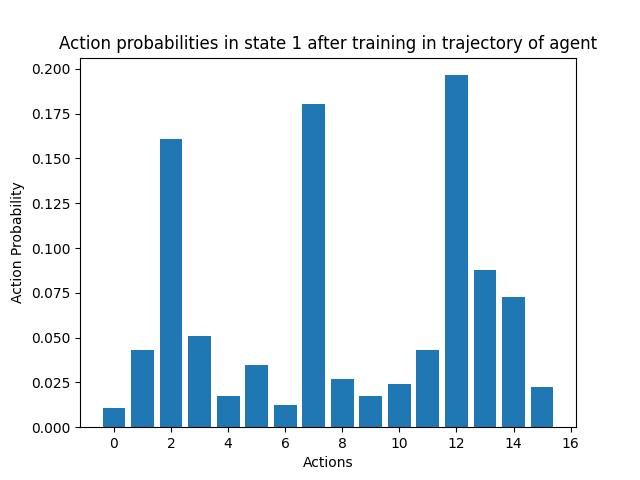 Action probabilities in state 1 after training in trajectory of agent
0.200
0.175
0.150
0.125
0.100
0.075
0.050
0.025
0.000
Action Probability
0 2 4 6 8 10 12 14 16
Actions